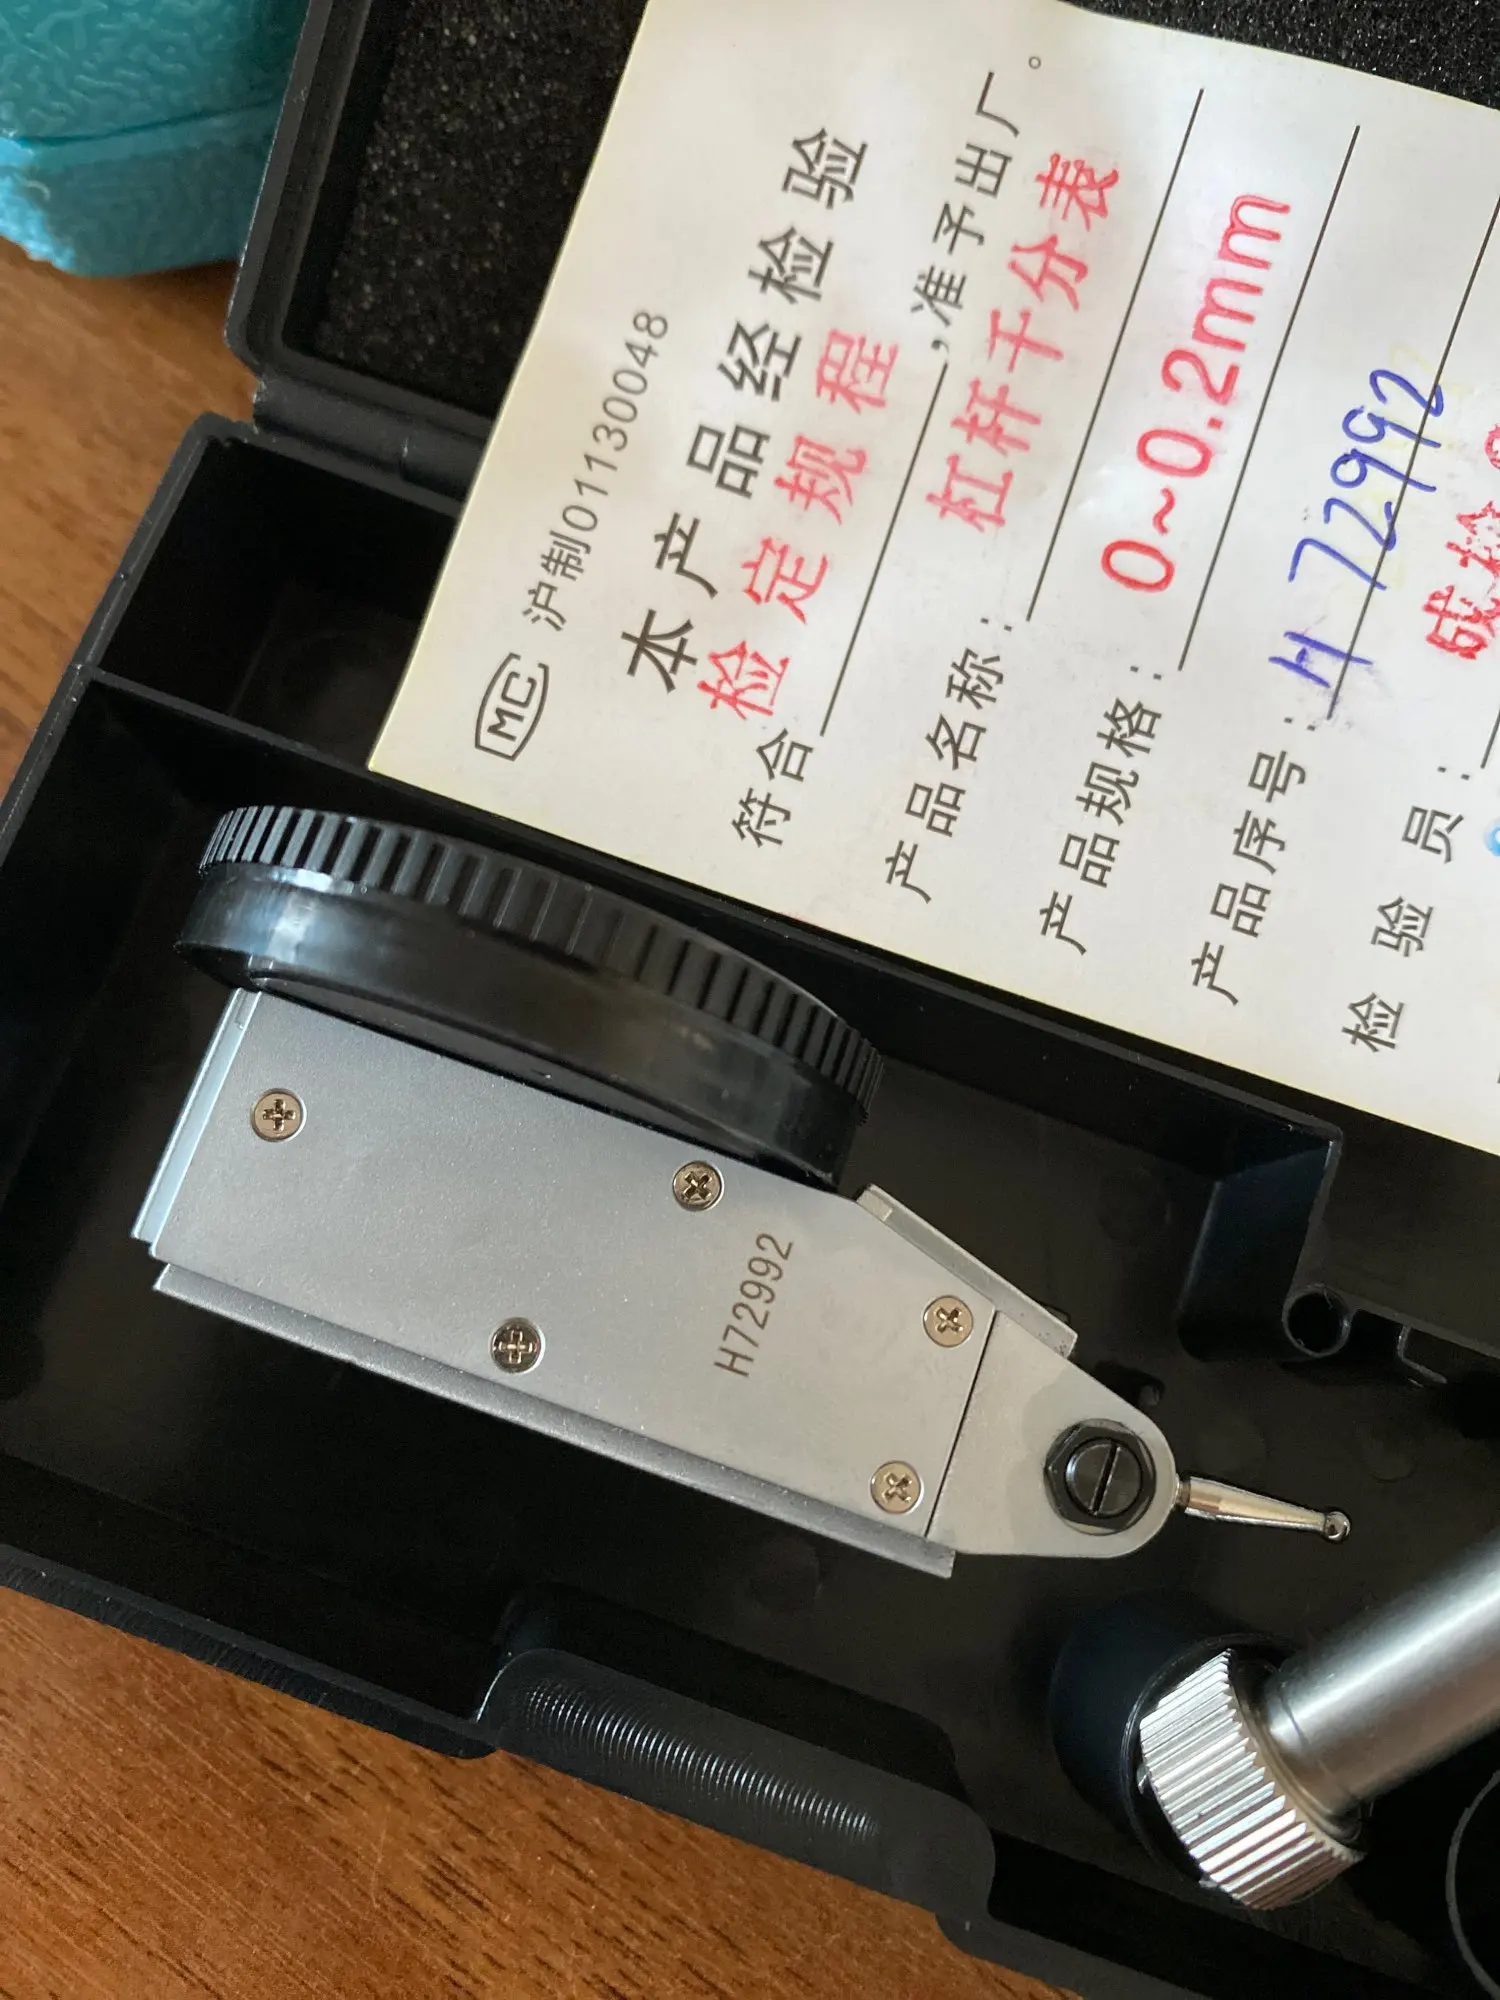 MC 沪制01130048
本产品经检验
符合检定规程,准予出厂。
产品名称:杠杆千分表
产品规格:0~0.2mm
产品序号:H72992
检验员:成检
H72992